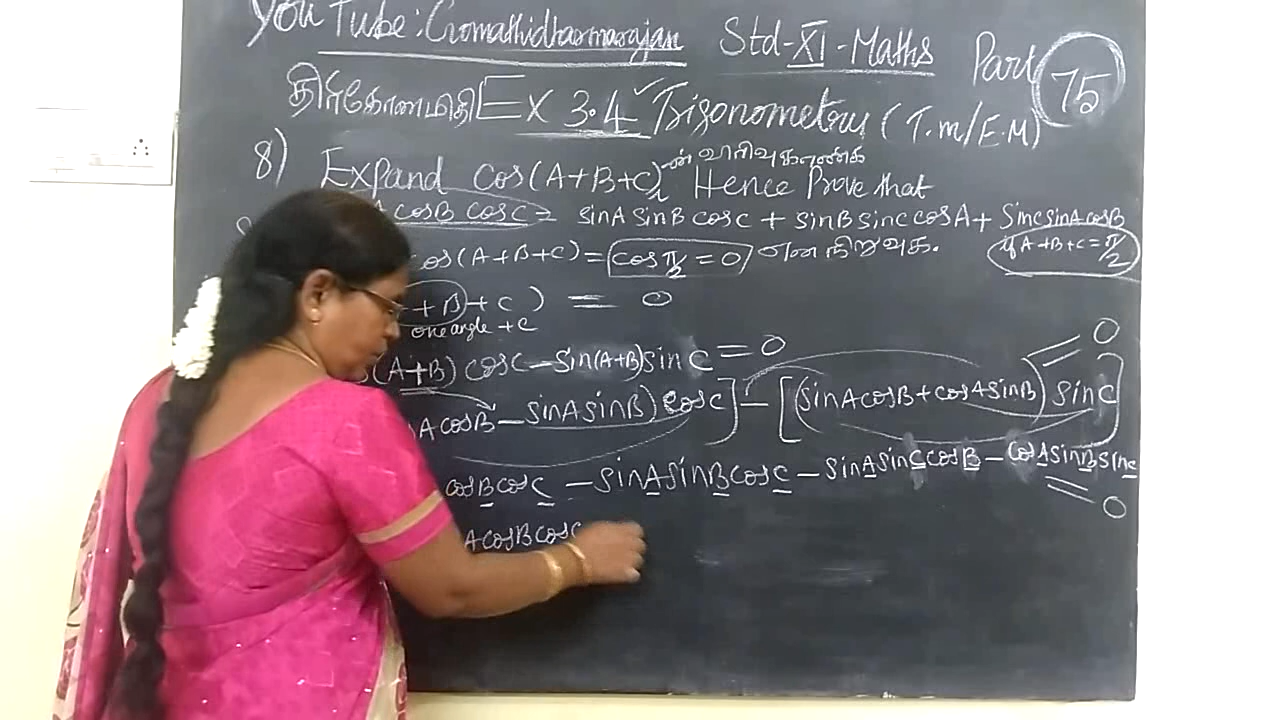 YouTube: Gomathidharmarajan Std-XI-Maths Part 75
திரிகோணமிதி Ex 3.4 Trigonometry (T.M/E.M)
8) Expand cos(A+B+C) ன் விரிவு காண்க Hence Prove that
A cosB cosC = sinA sinB cosC + sinB sinC cosA + sinC sinA cosB
cos(A+B+C) = cos π/2 = 0 என நிறுவுக. if A+B+C = π/2
+ B) + C ) = 0
one angle + C
(A+B) cosC - sin(A+B) sin C = 0
A cosB - sinA sinB) cosC] - [(sinA cosB + cosA sinB) sinC] = 0
cosB cosC - sinA sinB cosC - sinA sinC cosB - cosA sinB sinC = 0
A cosB cosC